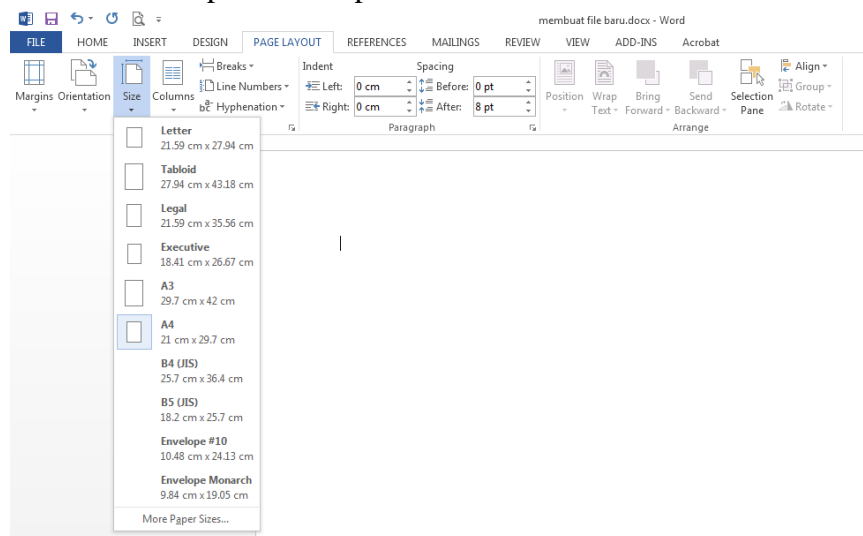 membuat file baru.docx - Word
FILE HOME INSERT DESIGN PAGE LAYOUT REFERENCES MAILINGS REVIEW VIEW ADD-INS Acrobat
Margins Orientation Size Columns
Breaks
Line Numbers
Hyphenation
Indent
Left: 0 cm
Right: 0 cm
Spacing
Before: 0 pt
After: 8 pt
Paragraph
Position Wrap Text Bring Forward Send Backward Selection Pane
Align
Group
Rotate
Arrange
Letter
21.59 cm x 27.94 cm
Tabloid
27.94 cm x 43.18 cm
Legal
21.59 cm x 35.56 cm
Executive
18.41 cm x 26.67 cm
A3
29.7 cm x 42 cm
A4
21 cm x 29.7 cm
B4 (JIS)
25.7 cm x 36.4 cm
B5 (JIS)
18.2 cm x 25.7 cm
Envelope #10
10.48 cm x 24.13 cm
Envelope Monarch
9.84 cm x 19.05 cm
More Paper Sizes...